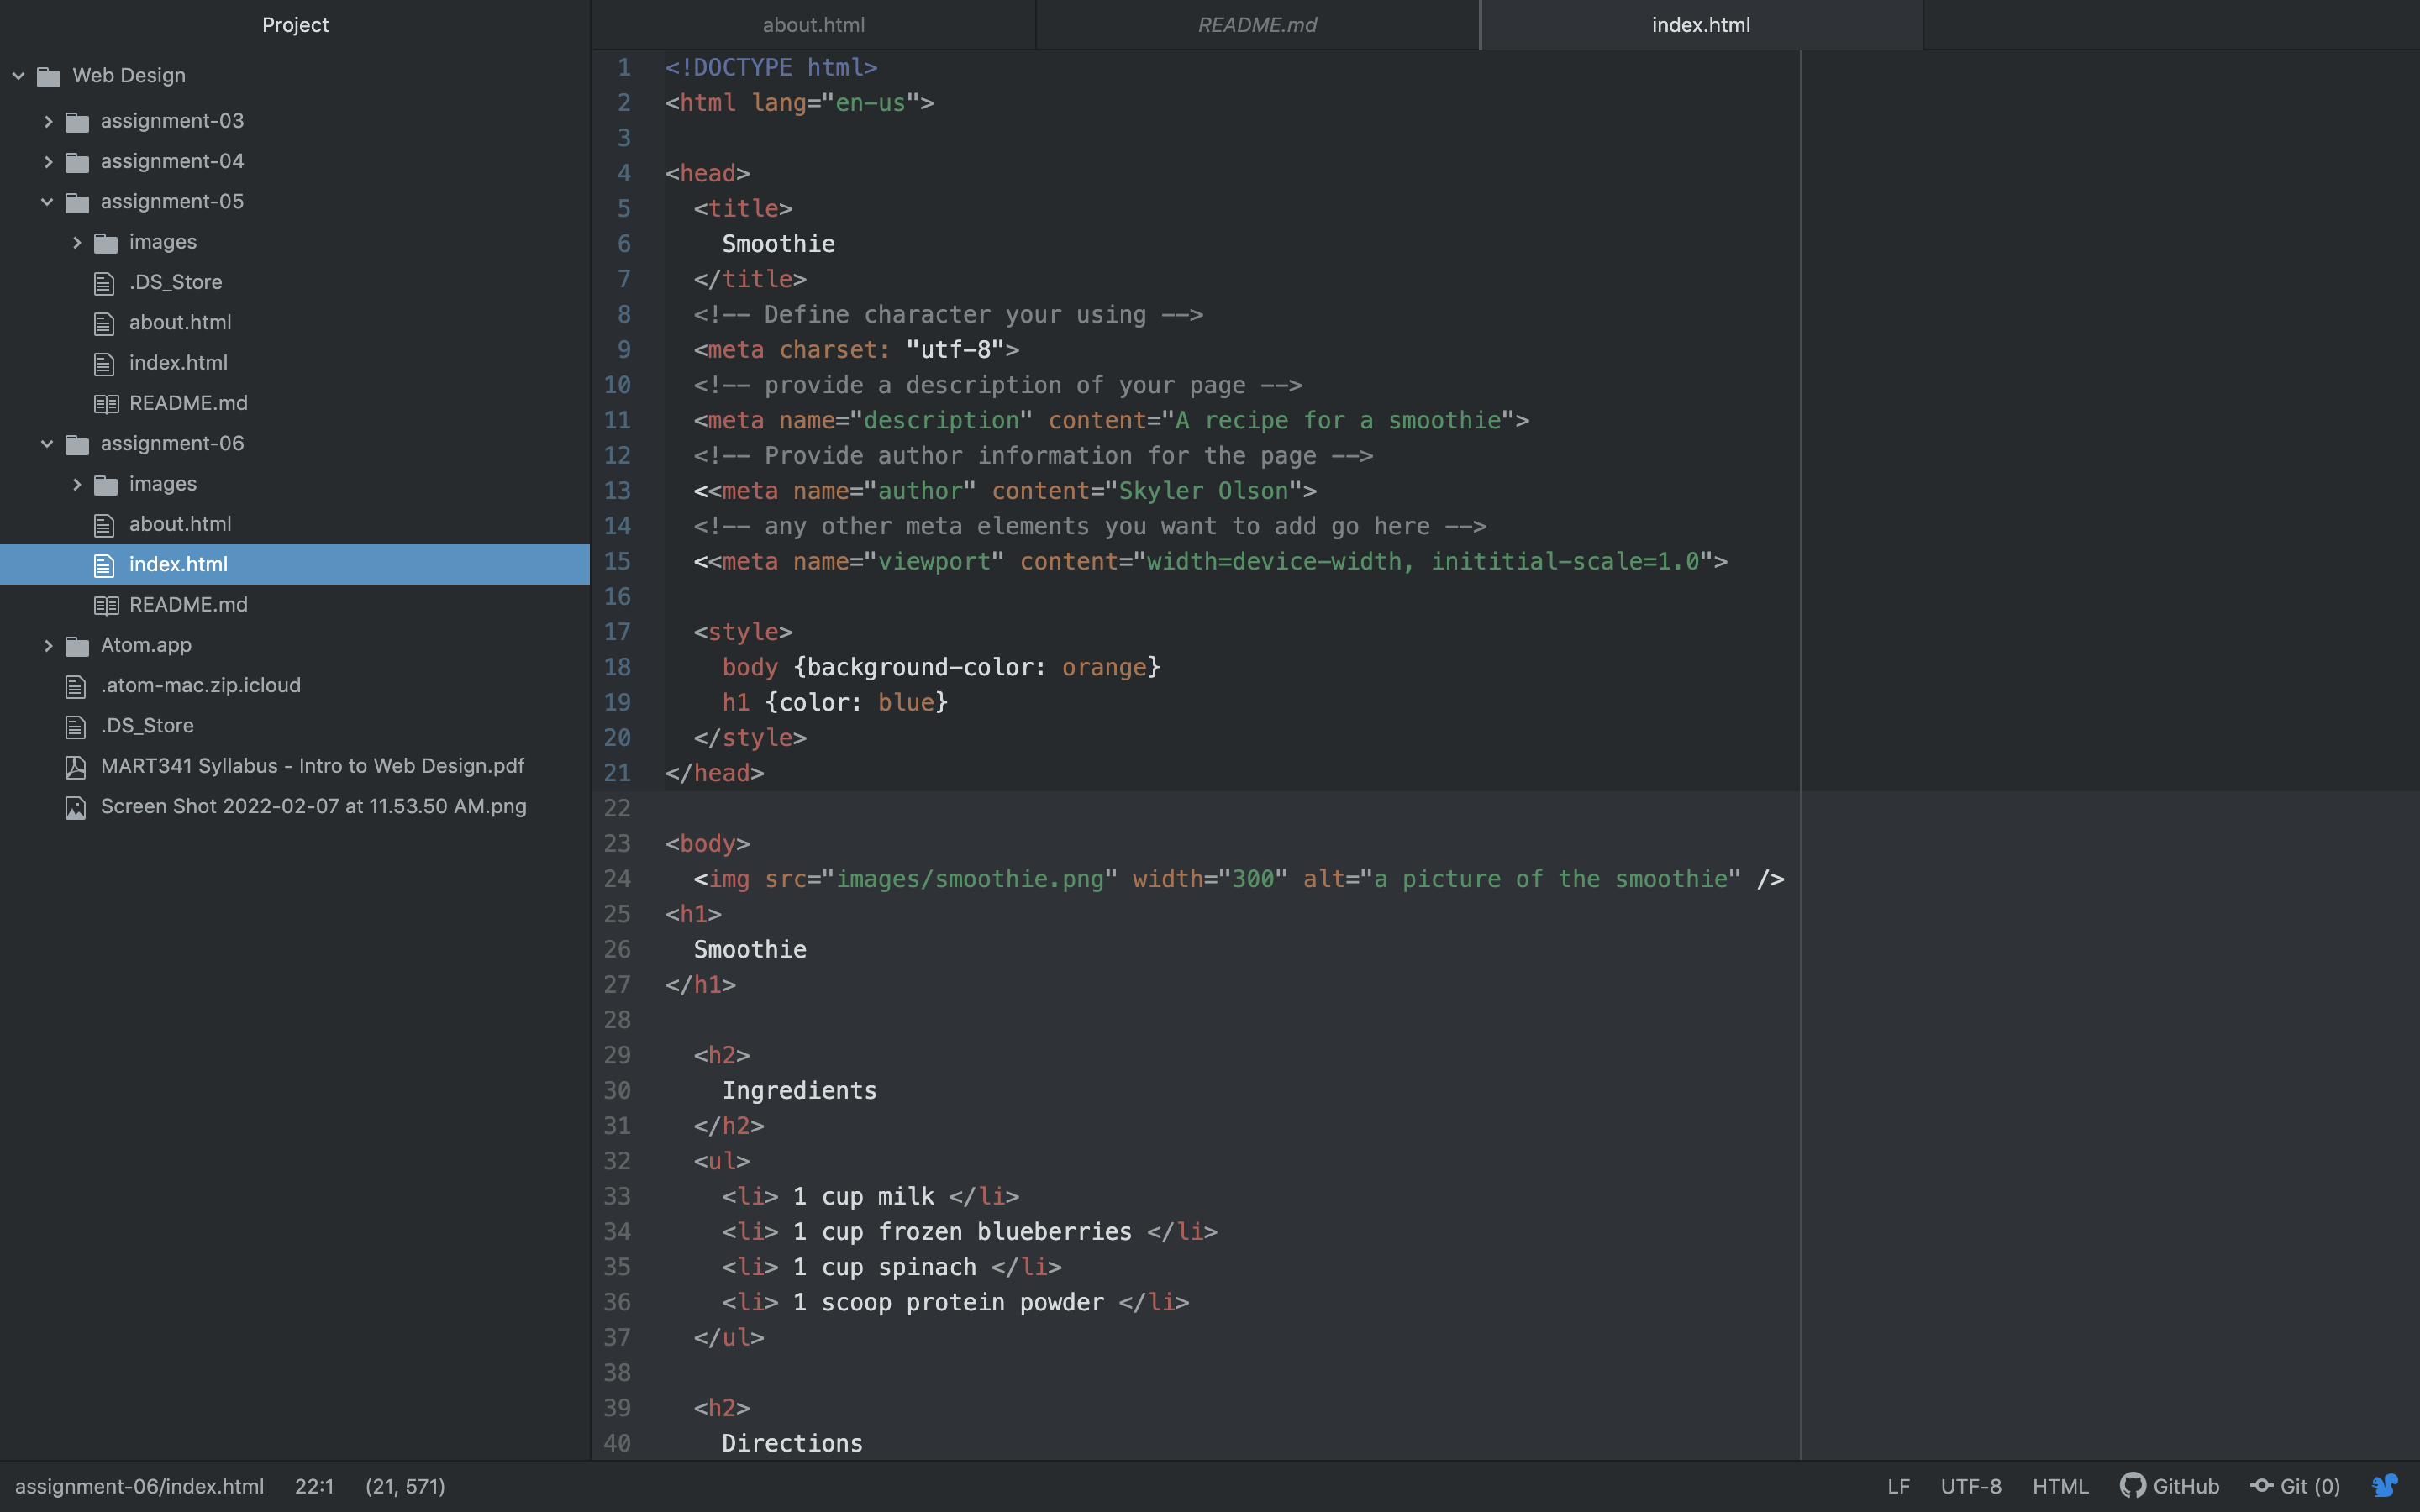 Project
Web Design
assignment-03
assignment-04
assignment-05
images
.DS_Store
about.html
index.html
README.md
assignment-06
images
about.html
index.html
README.md
Atom.app
.atom-mac.zip.icloud
.DS_Store
MART341 Syllabus - Intro to Web Design.pdf
Screen Shot 2022-02-07 at 11.53.50 AM.png
about.html README.md index.html
1 <!DOCTYPE html>
2 <html lang="en-us">
3
4 <head>
5 <title>
6 Smoothie
7 </title>
8 <!-- Define character your using -->
9 <meta charset: "utf-8">
10 <!-- provide a description of your page -->
11 <meta name="description" content="A recipe for a smoothie">
12 <!-- Provide author information for the page -->
13 <<meta name="author" content="Skyler Olson">
14 <!-- any other meta elements you want to add go here -->
15 <<meta name="viewport" content="width=device-width, inititial-scale=1.0">
16
17 <style>
18 body {background-color: orange}
19 h1 {color: blue}
20 </style>
21 </head>
22
23 <body>
24 <img src="images/smoothie.png" width="300" alt="a picture of the smoothie" />
25 <h1>
26 Smoothie
27 </h1>
28
29 <h2>
30 Ingredients
31 </h2>
32 <ul>
33 <li> 1 cup milk </li>
34 <li> 1 cup frozen blueberries </li>
35 <li> 1 cup spinach </li>
36 <li> 1 scoop protein powder </li>
37 </ul>
38
39 <h2>
40 Directions
assignment-06/index.html 22:1 (21, 571) LF UTF-8 HTML GitHub Git (0)